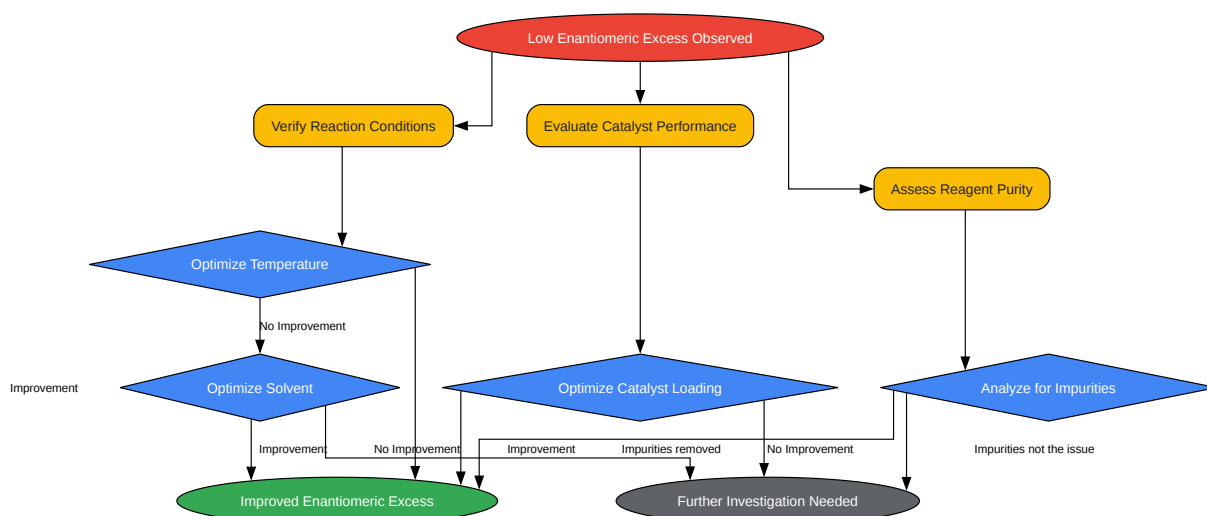 Low Enantiomeric Excess Observed
Verify Reaction Conditions
Evaluate Catalyst Performance
Assess Reagent Purity
Optimize Temperature
No Improvement
Improvement
Optimize Solvent
Optimize Catalyst Loading
Analyze for Impurities
Improvement
No Improvement
Improvement
Impurities removed
No Improvement
Impurities not the issue
Improved Enantiomeric Excess
Further Investigation Needed